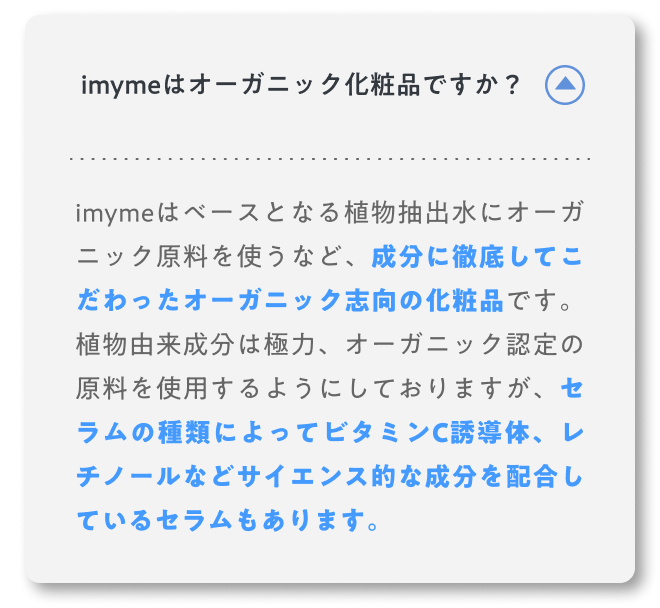 imymeはオーガニック化粧品ですか？
imymeはベースとなる植物抽出水にオーガ
ニック原料を使うなど、成分に徹底してこ
だわったオーガニック志向の化粧品です。
植物由来成分は極力、オーガニック認定の
原料を使用するようにしておりますが、セ
ラムの種類によってビタミンC誘導体、レ
チノールなどサイエンス的な成分を配合し
ているセラムもあります。